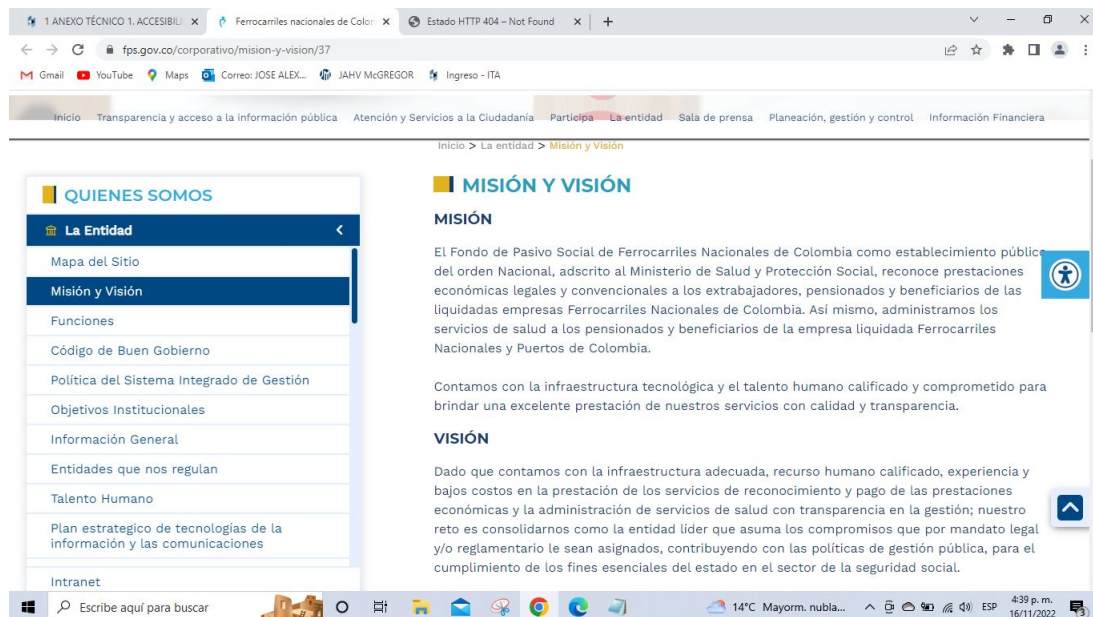 1 ANEXO TÉCNICO 1. ACCESIBILI
Ferrocarriles nacionales de Colon
Estado HTTP 404 – Not Found
fps.gov.co/corporativo/mision-y-vision/37
Gmail YouTube Maps Correo: JOSE ALEX... JAHV McGREGOR Ingreso - ITA
Inicio Transparencia y acceso a la información pública Atención y Servicios a la Ciudadanía Participa La entidad Sala de prensa Planeación, gestión y control Información Financiera
Inicio > La entidad > Misión y Visión
QUIENES SOMOS
La Entidad
Mapa del Sitio
Misión y Visión
Funciones
Código de Buen Gobierno
Política del Sistema Integrado de Gestión
Objetivos Institucionales
Información General
Entidades que nos regulan
Talento Humano
Plan estrategico de tecnologías de la
información y las comunicaciones
Intranet
MISIÓN Y VISIÓN
MISIÓN
El Fondo de Pasivo Social de Ferrocarriles Nacionales de Colombia como establecimiento público
del orden Nacional, adscrito al Ministerio de Salud y Protección Social, reconoce prestaciones
económicas legales y convencionales a los extrabajadores, pensionados y beneficiarios de las
liquidadas empresas Ferrocarriles Nacionales de Colombia. Así mismo, administramos los
servicios de salud a los pensionados y beneficiarios de la empresa liquidada Ferrocarriles
Nacionales y Puertos de Colombia.
Contamos con la infraestructura tecnológica y el talento humano calificado y comprometido para
brindar una excelente prestación de nuestros servicios con calidad y transparencia.
VISIÓN
Dado que contamos con la infraestructura adecuada, recurso humano calificado, experiencia y
bajos costos en la prestación de los servicios de reconocimiento y pago de las prestaciones
económicas y la administración de servicios de salud con transparencia en la gestión; nuestro
reto es consolidarnos como la entidad líder que asuma los compromisos que por mandato legal
y/o reglamentario le sean asignados, contribuyendo con las políticas de gestión pública, para el
cumplimiento de los fines esenciales del estado en el sector de la seguridad social.
Escribe aquí para buscar
14°C Mayorm. nubla...
ESP
4:39 p. m.
16/11/2022
3